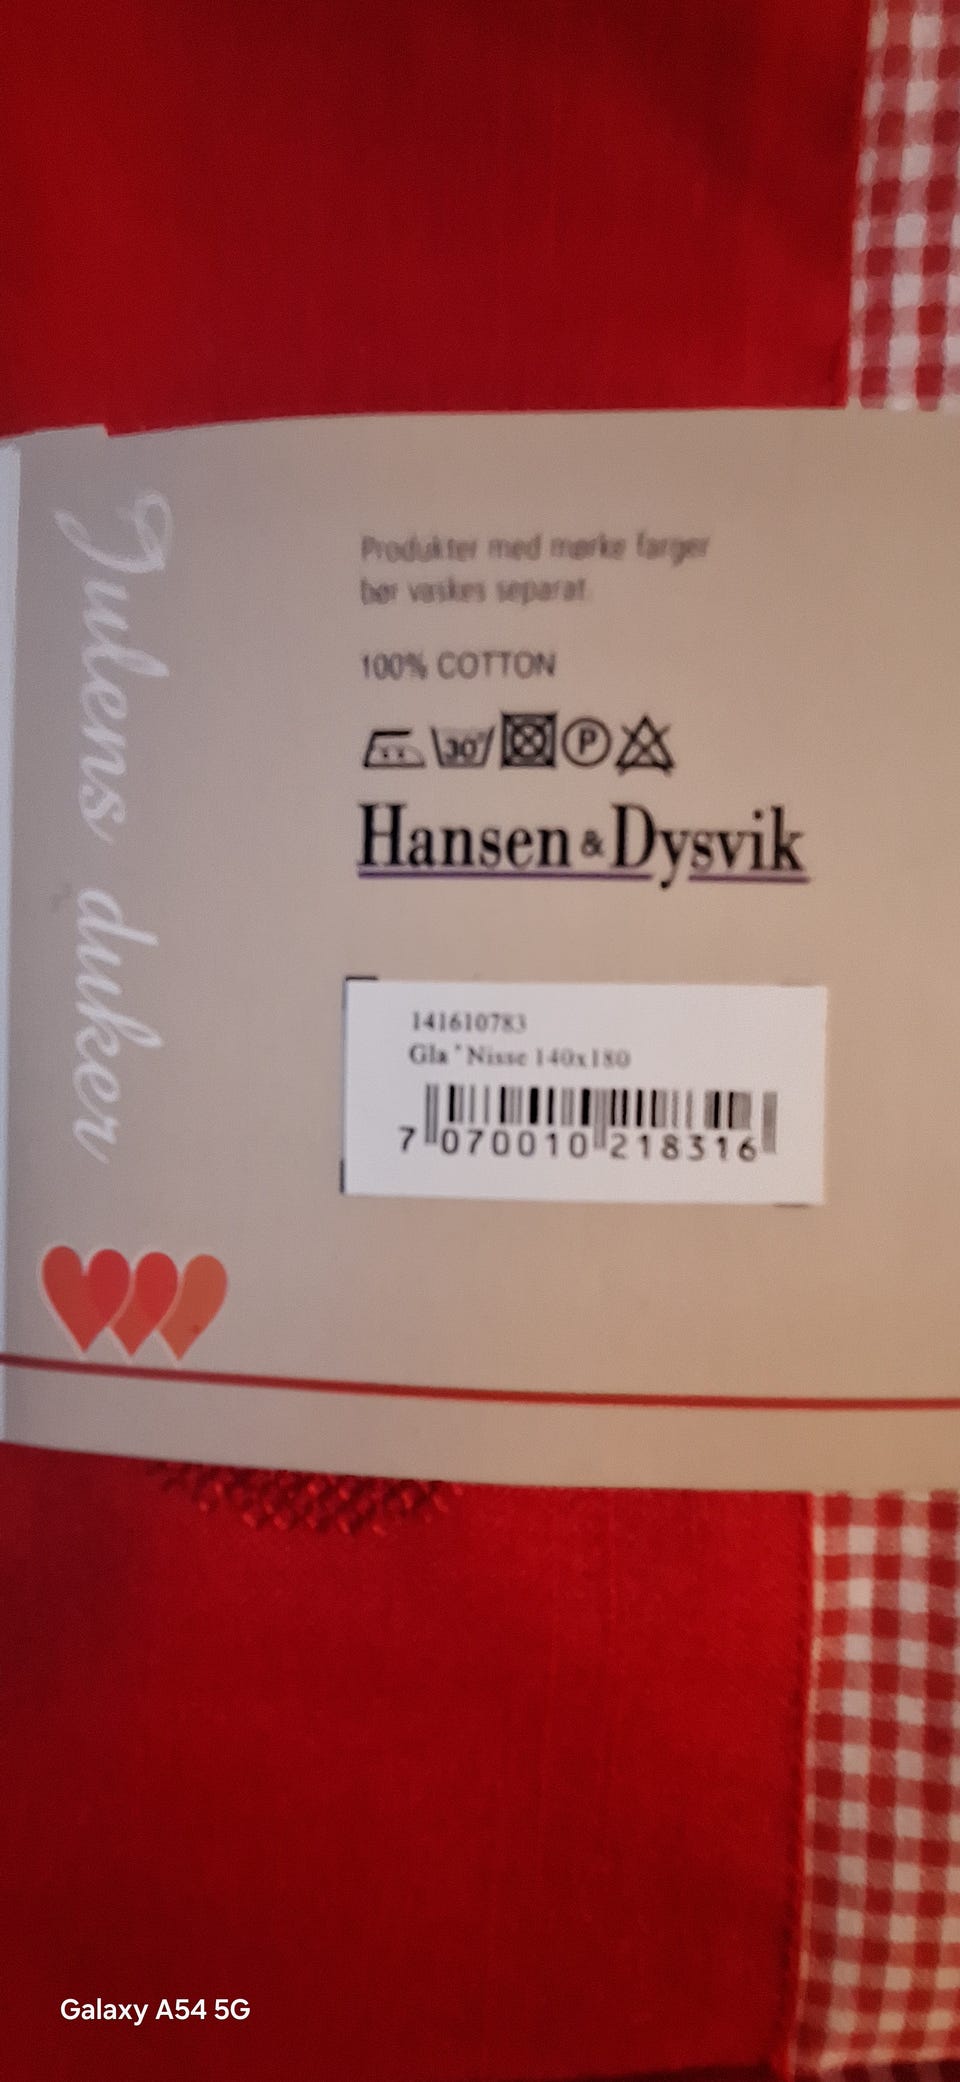 Julens duker
Produkter med mørke farger
bør vaskes separat.
100% COTTON
30°
P
Hansen & Dysvik
141610783
Gla`Nisse 140x180
7 070010 218316
Galaxy A54 5G